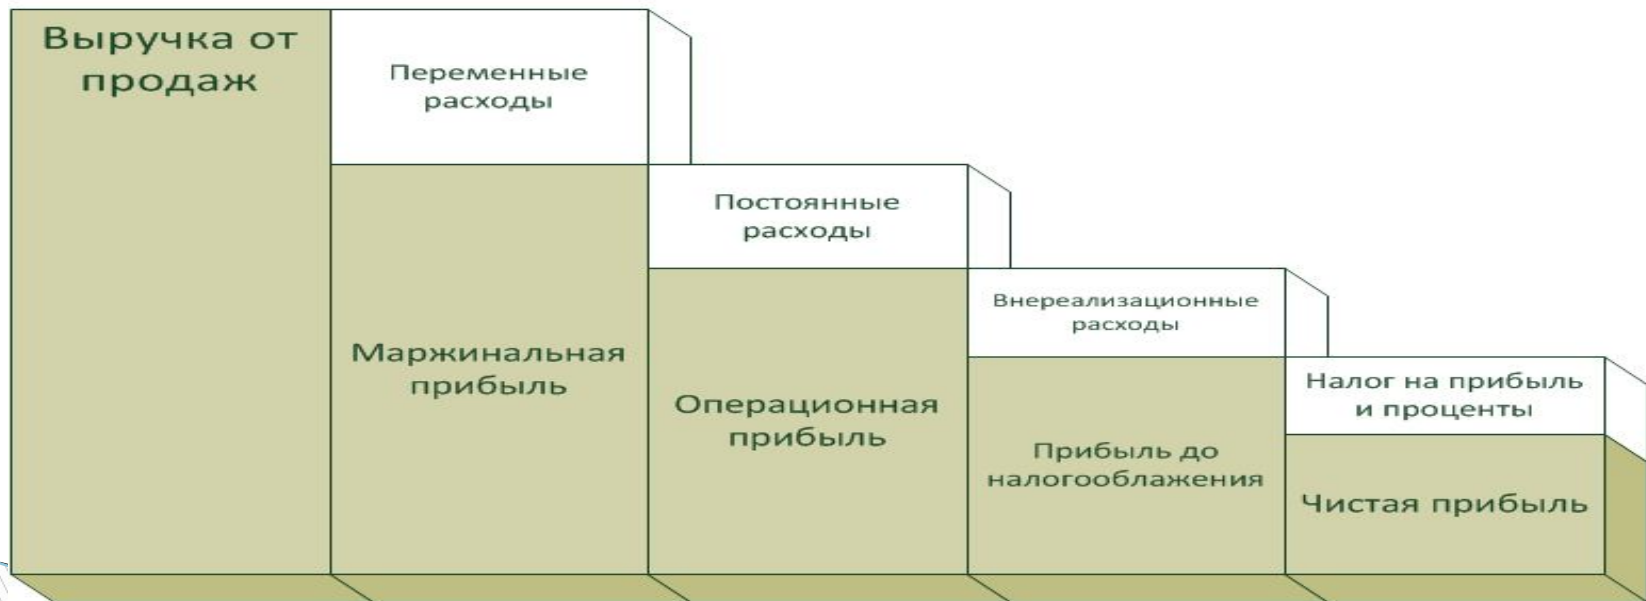 Выручка от
продаж
Переменные
расходы
Маржинальная
прибыль
Постоянные
расходы
Операционная
прибыль
Внереализационные
расходы
Прибыль до
налогооблажения
Налог на прибыль
и проценты
Чистая прибыль